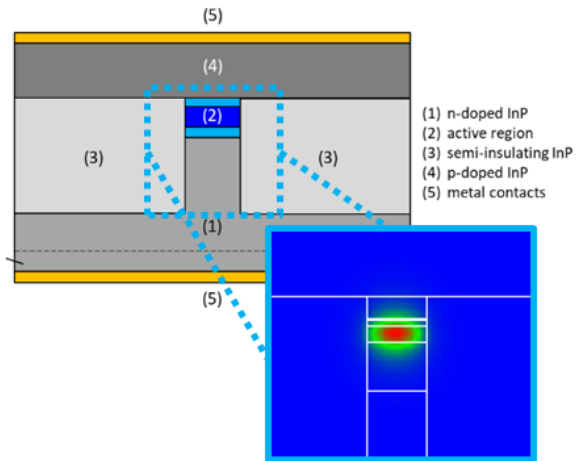 (5)
(4)
(2)
(3)
(3)
(1)
(5)
(1) n-doped InP
(2) active region
(3) semi-insulating InP
(4) p-doped InP
(5) metal contacts